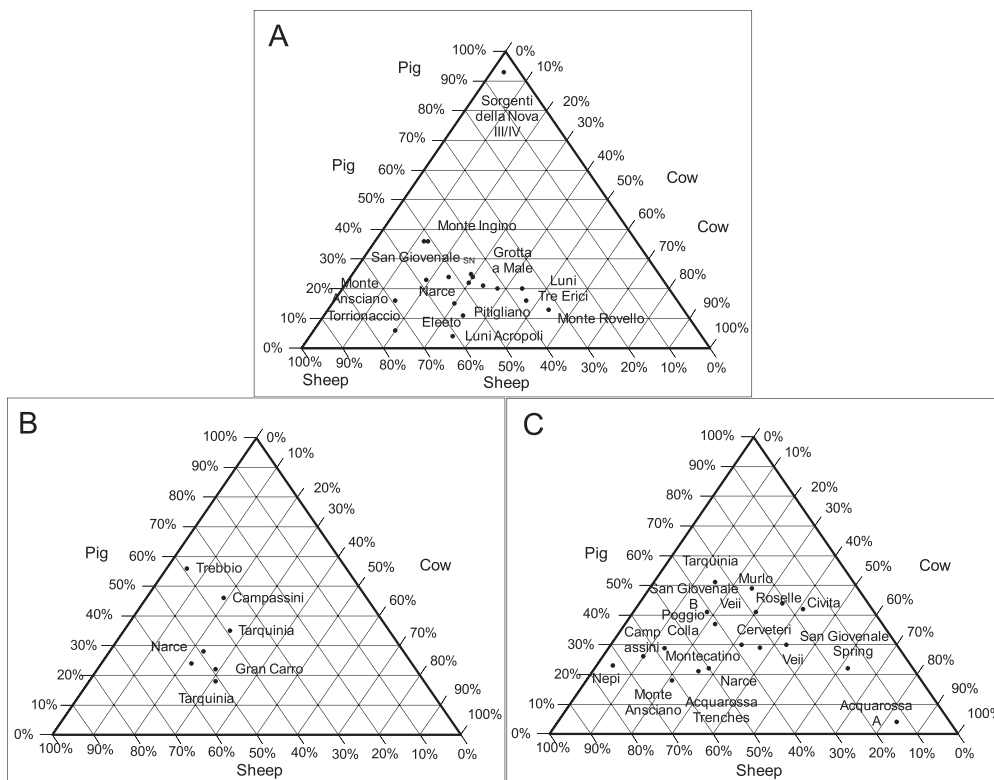 A
100%
0%
Pig
90%
10%
Sorgenti
della Nova
III/IV
80%
20%
70%
30%
Pig
60%
40%
Cow
50%
50%
Cow
40%
60%
Monte Ingino
30%
70%
San Giovenale SN
Grotta
a Male
20%
80%
Monte
Ansciano
Narce
Luni
Tre Erici
10%
90%
Torrionaccio
Eleeto
Pitigliano
Monte Rovello
Luni Acropoli
0%
100%
100% 90% 80% 70% 60% 50% 40% 30% 20% 10% 0%
Sheep
Sheep
B
100%
0%
90%
10%
80%
20%
70%
30%
Pig
60%
40%
Cow
Trebbio
50%
50%
Campassini
40%
60%
Tarquinia
30%
70%
Narce
Gran Carro
20%
80%
Tarquinia
10%
90%
0%
100%
100% 90% 80% 70% 60% 50% 40% 30% 20% 10% 0%
Sheep
C
100%
0%
90%
10%
80%
20%
70%
30%
Pig
60%
40%
Cow
Tarquinia
Murlo
50%
50%
San Giovenale
B
Veii
Roselle
Civita
40%
60%
Poggio
Colla
Camp
assini
Cerveteri
San Giovenale
Spring
30%
70%
Montecatino
Veii
Nepi
20%
80%
Narce
Monte
Ansciano
Acquarossa
Trenches
Acquarossa
A
10%
90%
0%
100%
100% 90% 80% 70% 60% 50% 40% 30% 20% 10% 0%
Sheep